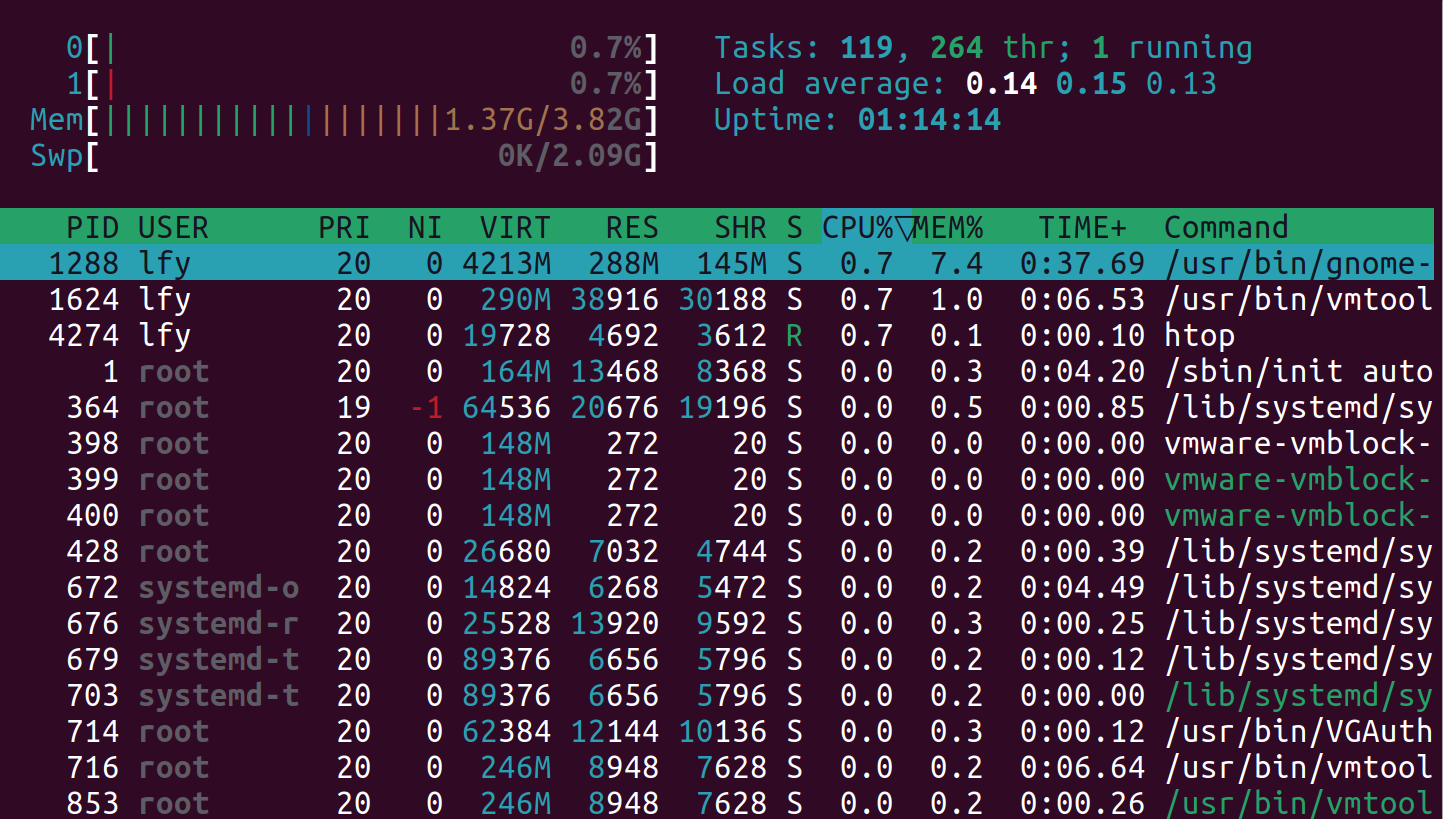 0[| 0.7%] Tasks: 119, 264 thr; 1 running
1[| 0.7%] Load average: 0.14 0.15 0.13
Mem[|||||||||||||||||||1.37G/3.82G] Uptime: 01:14:14
Swp[ 0K/2.09G]
PID USER PRI NI VIRT RES SHR S CPU%▽MEM% TIME+ Command
1288 lfy 20 0 4213M 288M 145M S 0.7 7.4 0:37.69 /usr/bin/gnome-
1624 lfy 20 0 290M 38916 30188 S 0.7 1.0 0:06.53 /usr/bin/vmtool
4274 lfy 20 0 19728 4692 3612 R 0.7 0.1 0:00.10 htop
1 root 20 0 164M 13468 8368 S 0.0 0.3 0:04.20 /sbin/init auto
364 root 19 -1 64536 20676 19196 S 0.0 0.5 0:00.85 /lib/systemd/sy
398 root 20 0 148M 272 20 S 0.0 0.0 0:00.00 vmware-vmblock-
399 root 20 0 148M 272 20 S 0.0 0.0 0:00.00 vmware-vmblock-
400 root 20 0 148M 272 20 S 0.0 0.0 0:00.00 vmware-vmblock-
428 root 20 0 26680 7032 4744 S 0.0 0.2 0:00.39 /lib/systemd/sy
672 systemd-o 20 0 14824 6268 5472 S 0.0 0.2 0:04.49 /lib/systemd/sy
676 systemd-r 20 0 25528 13920 9592 S 0.0 0.3 0:00.25 /lib/systemd/sy
679 systemd-t 20 0 89376 6656 5796 S 0.0 0.2 0:00.12 /lib/systemd/sy
703 systemd-t 20 0 89376 6656 5796 S 0.0 0.2 0:00.00 /lib/systemd/sy
714 root 20 0 62384 12144 10136 S 0.0 0.3 0:00.12 /usr/bin/VGAuth
716 root 20 0 246M 8948 7628 S 0.0 0.2 0:06.64 /usr/bin/vmtool
853 root 20 0 246M 8948 7628 S 0.0 0.2 0:00.26 /usr/bin/vmtool